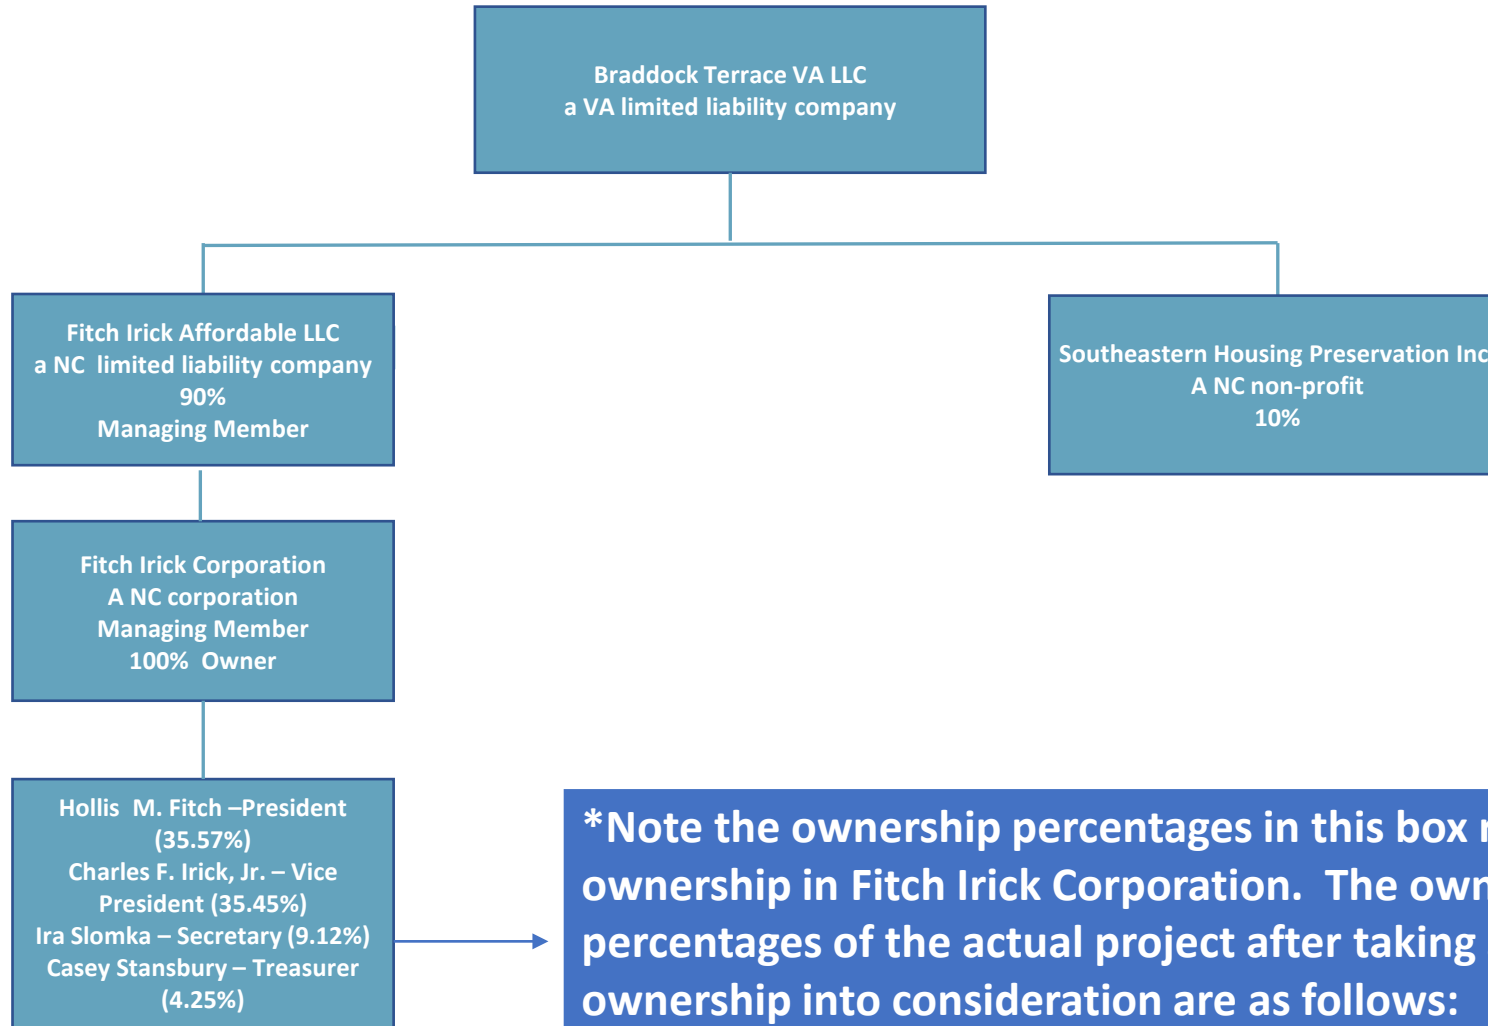 Braddock Terrace VA LLC
a VA limited liability company
Fitch Irick Affordable LLC
a NC  limited liability company
90%
Managing Member
Southeastern Housing Preservation Inc
A NC non-profit
10%
Fitch Irick Corporation
A NC corporation
Managing Member
100%  Owner
Hollis  M. Fitch –President
(35.57%)
Charles F. Irick, Jr. – Vice
President (35.45%)
Ira Slomka – Secretary (9.12%)
Casey Stansbury – Treasurer
(4.25%)
*Note the ownership percentages in this box
ownership in Fitch Irick Corporation.  The
percentages of the actual project after taking
ownership into consideration are as follows: